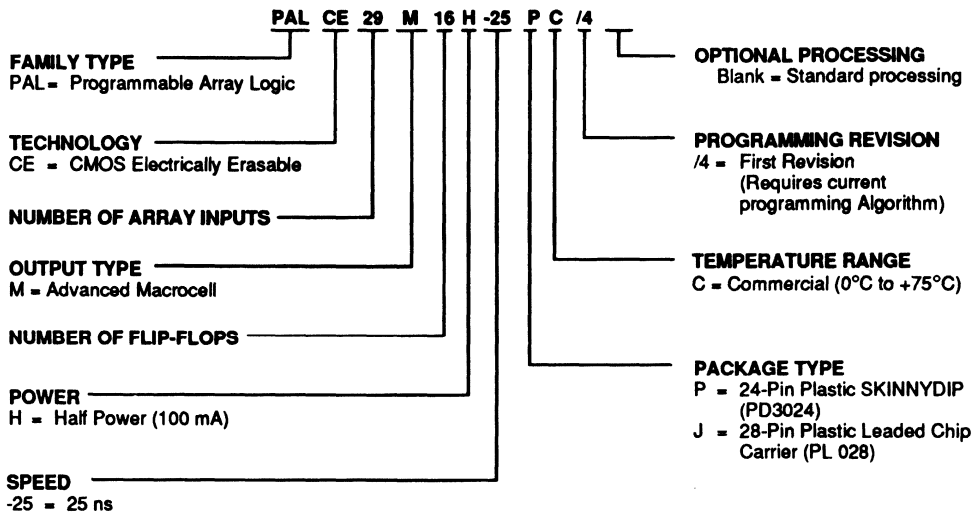 PAL CE 29 M 16 H -25 P C /4
FAMILY TYPE
PAL = Programmable Array Logic
TECHNOLOGY
CE = CMOS Electrically Erasable
NUMBER OF ARRAY INPUTS
OUTPUT TYPE
M = Advanced Macrocell
NUMBER OF FLIP-FLOPS
POWER
H = Half Power (100 mA)
SPEED
-25 = 25 ns
OPTIONAL PROCESSING
Blank = Standard processing
PROGRAMMING REVISION
/4 = First Revision
(Requires current
programming Algorithm)
TEMPERATURE RANGE
C = Commercial (0°C to +75°C)
PACKAGE TYPE
P = 24-Pin Plastic SKINNYDIP
(PD3024)
J = 28-Pin Plastic Leaded Chip
Carrier (PL 028)